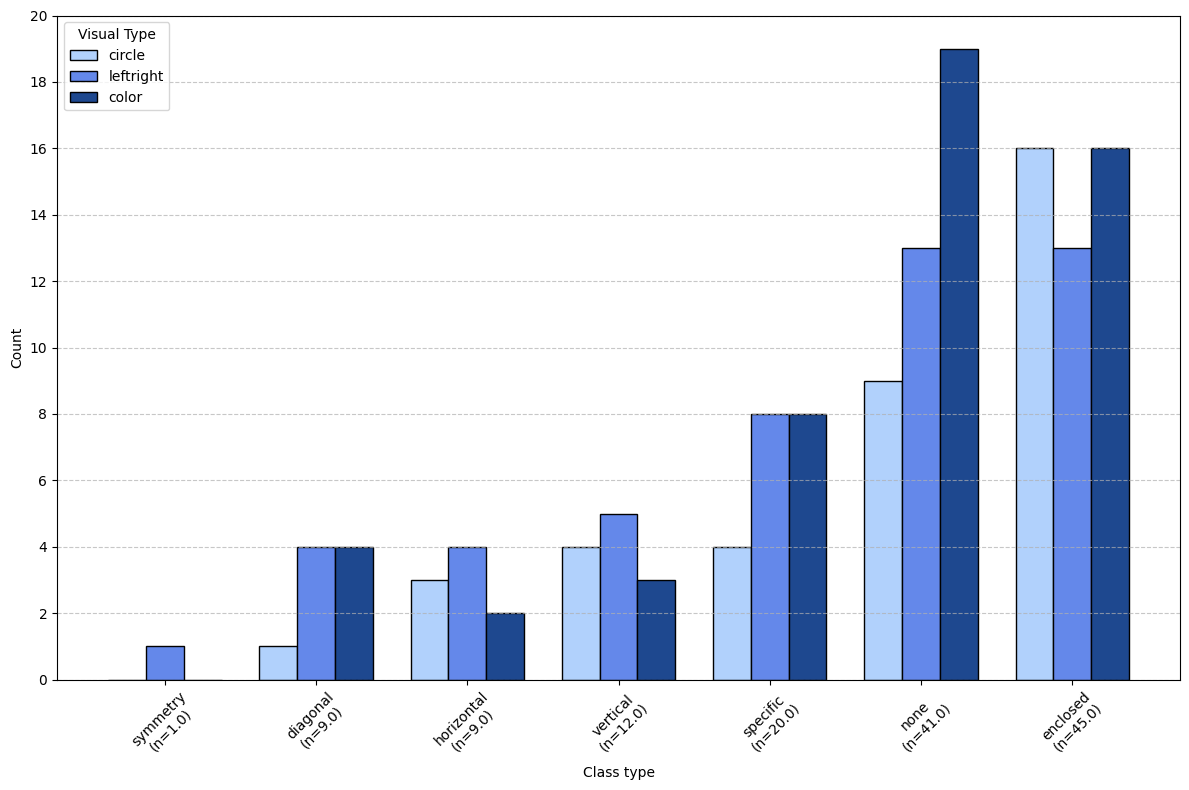 Visual Type
circle
leftright
color
Count
20
18
16
14
12
10
8
6
4
2
0
symmetry
(n=1.0)
diagonal
(n=9.0)
horizontal
(n=9.0)
vertical
(n=12.0)
specific
(n=20.0)
none
(n=41.0)
enclosed
(n=45.0)
Class type